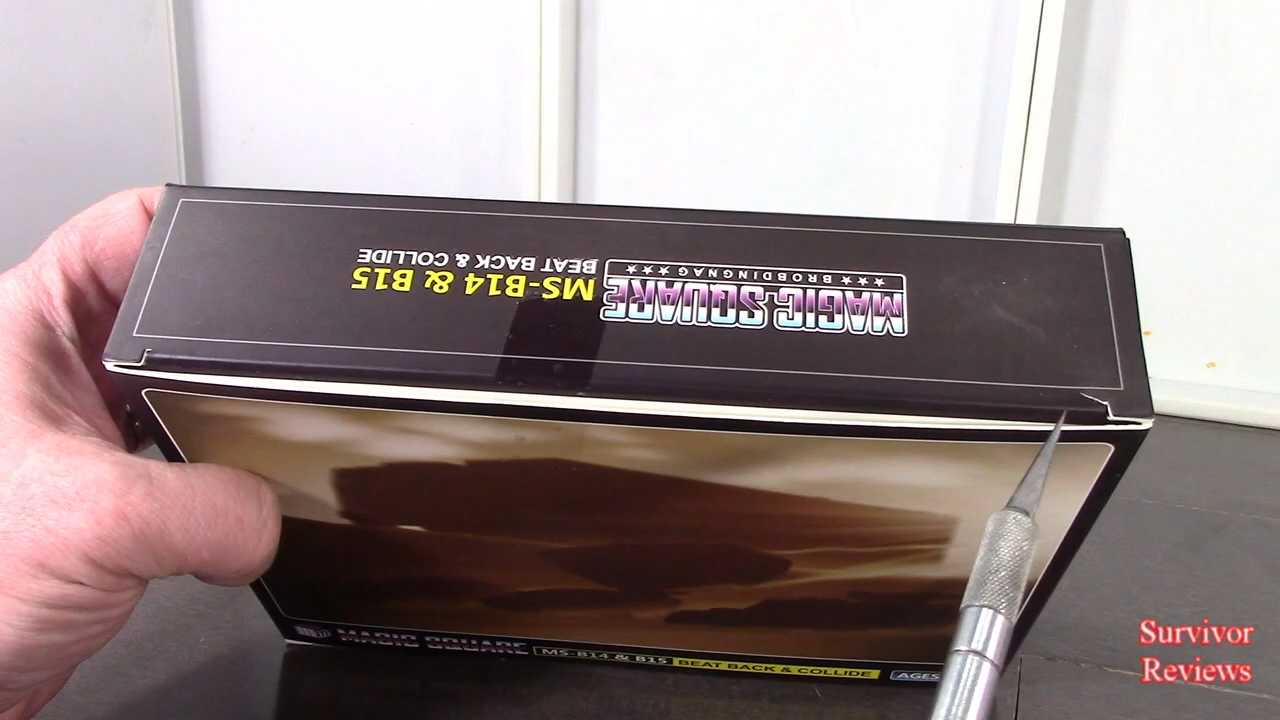 MAGIC SQUARE
★★★ BROBDINGNAG ★★★
MS-B14 & B15
BEAT BACK & COLLIDE
MAGIC SQUARE MS-B14 & B15 BEAT BACK & COLLIDE AGES
Survivor
Reviews